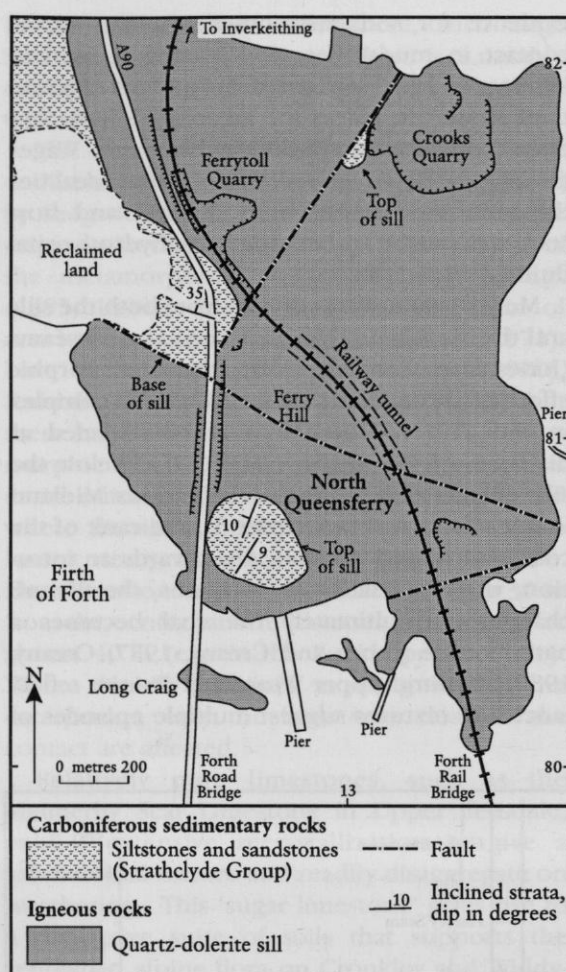 To Inverkeithing
A90
82
Ferrytoll
Quarry
Crooks
Quarry
Top
of sill
Reclaimed
land
35
Base
of sill
Railway tunnel
Ferry
Hill
Pier
81
North
Queensferry
10
9
Top
of sill
Firth
of Forth
N
Long Craig
Pier
Pier
0 metres 200
Forth
Road
Bridge
13
Forth
Rail
Bridge
80
Carboniferous sedimentary rocks
Siltstones and sandstones
(Strathclyde Group)
Fault
10
Inclined strata,
dip in degrees
Igneous rocks
Quartz-dolerite sill